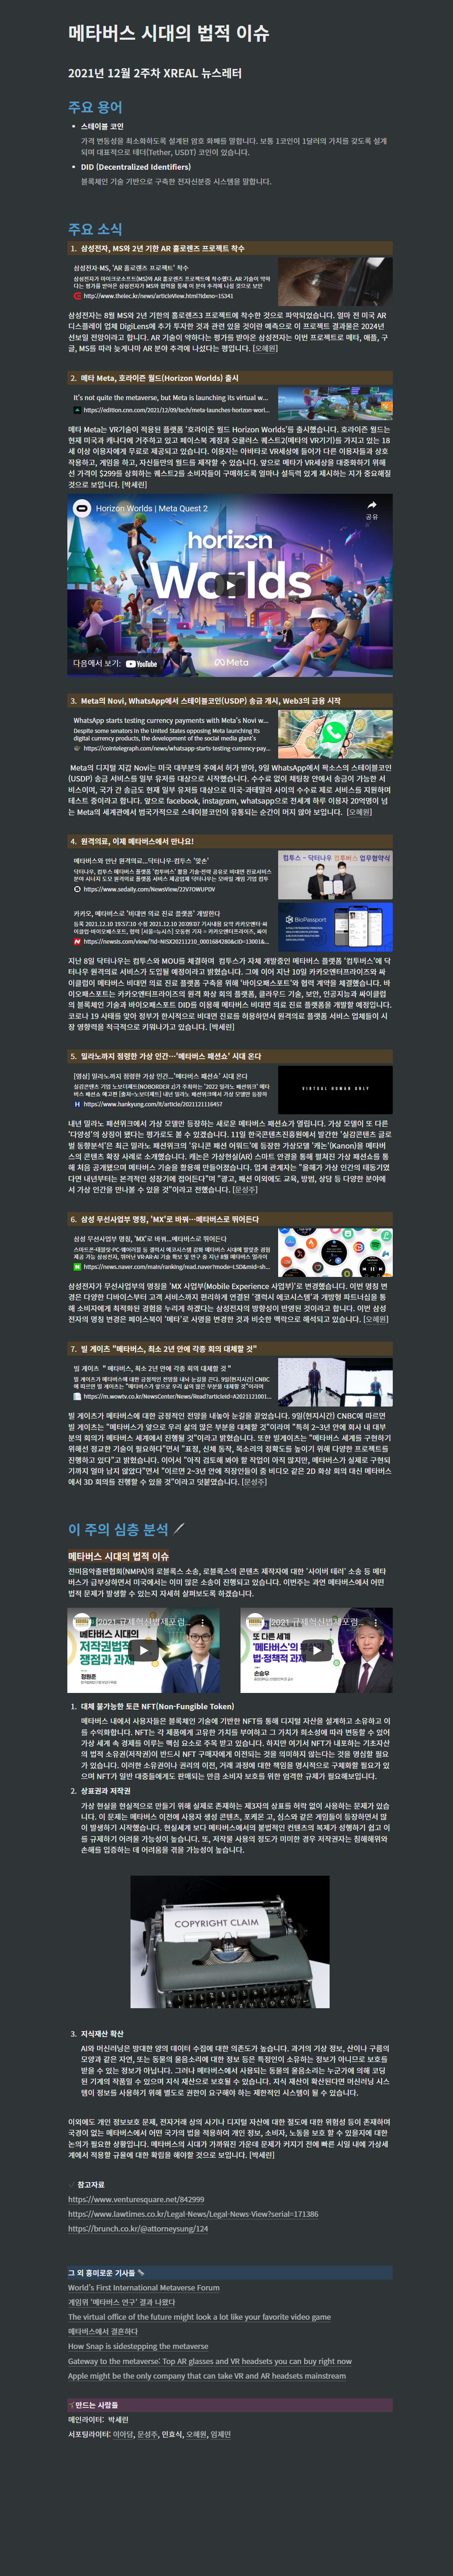 메타버스 시대의 법적 이슈
2021년 12월 2주차 XREAL 뉴스레터
주요 용어
• 스테이블 코인
가격 변동성을 최소화하도록 설계된 암호 화폐를 말합니다. 보통 1코인이 1달러의 가치를 갖도록 설계
되며 대표적으로 테더(Tether, USDT) 코인이 있습니다.
• DID (Decentralized Identifiers)
블록체인 기술 기반으로 구축한 전자신분증 시스템을 말합니다.
주요 소식
1. 삼성전자, MS와 2년 기한 AR 홀로렌즈 프로젝트 착수
삼성전자-MS, 'AR 홀로렌즈 프로젝트' 착수
삼성전자가 마이크로소프트(MS)와 AR 홀로렌즈 프로젝트에 착수했다. AR 기술이 약하
다는 평가를 받아온 삼성전자가 MS와 협력을 통해 이 분야 추격에 나설 것으로 보인
http://www.thelec.kr/news/articleView.html?idxno=15341
삼성전자는 8월 MS와 2년 기한의 홀로렌즈3 프로젝트에 착수한 것으로 파악되었습니다. 얼마 전 미국 AR
디스플레이 업체 DigiLens에 추가 투자한 것과 관련 있을 것이란 예측으로 이 프로젝트 결과물은 2024년
선보일 전망이라고 합니다. AR 기술이 약하다는 평가를 받은 삼성전자는 이번 프로젝트로 메타, 애플, 구
글, MS를 따라 늦게나마 AR 분야 추격에 나섰다는 평입니다. [오혜원]
2. 메타 Meta, 호라이즌 월드(Horizon Worlds) 출시
It's not quite the metaverse, but Meta is launching its virtual w...
https://edition.cnn.com/2021/12/09/tech/meta-launches-horizon-worl...
메타 Meta는 VR기술이 적용된 플랫폼 '호라이즌 월드 Horizon Worlds'를 출시했습니다. 호라이즌 월드는
현재 미국과 캐나다에 거주하고 있고 페이스북 계정과 오큘러스 퀘스트2(메타의 VR기기)를 가지고 있는 18
세 이상 이용자에게 무료로 제공되고 있습니다. 이용자는 아바타로 VR세상에 들어가 다른 이용자들과 상호
작용하고, 게임을 하고, 자신들만의 월드를 제작할 수 있습니다. 앞으로 메타가 VR세상을 대중화하기 위해
선 가격이 $299를 상회하는 퀘스트2를 소비자들이 구매하도록 얼마나 설득력 있게 제시하는 지가 중요해질
것으로 보입니다. [박세린]
Horizon Worlds | Meta Quest 2
공유
horizon
Worlds
다음에서 보기: YouTube
Meta
3. Meta의 Novi, WhatsApp에서 스테이블코인(USDP) 송금 개시, Web3의 금융 시작
WhatsApp starts testing currency payments with Meta's Novi w...
Despite some senators in the United States opposing Meta launching its
digital currency products, the development of the social media giant's
https://cointelegraph.com/news/whatsapp-starts-testing-currency-pay...
Meta의 디지털 지갑 Novi는 미국 대부분의 주에서 허가 받아, 9일 WhatsApp에서 팍소스의 스테이블코인
(USDP) 송금 서비스를 일부 유저를 대상으로 시작했습니다. 수수료 없이 채팅창 안에서 송금이 가능한 서
비스이며, 국가 간 송금도 현재 일부 유저를 대상으로 미국-과테말라 사이의 수수료 제로 서비스를 지원하며
테스트 중이라고 합니다. 앞으로 facebook, instagram, whatsapp으로 전세계 하루 이용자 20억명이 넘
는 Meta의 세계관에서 범국가적으로 스테이블코인이 유통되는 순간이 머지 않아 보입니다. [오혜원]
4. 원격의료, 이제 메타버스에서 만나요!
메타버스와 만난 원격의료...닥터나우·컴투스 '맞손'
닥터나우, 컴투스 메타버스 플랫폼 '컴투버스' 활용 기술·전략 공유로 비대면 진료서비스
분야 시너지 도모 원격의료 플랫폼 서비스 제공업체 닥터나우는 모바일 게임 기업 컴투
https://www.sedaily.com/NewsView/22V7OWUPDV
컴투스 - 닥터나우 컴투버스 업무협약식
카카오, 메타버스로 '비대면 의료 진료 플랫폼' 개발한다
등록 2021.12.10 19:57:10 수정 2021.12.10 20:09:07 기사내용 요약 카카오엔터-싸
이클럽-바이오패스포트, 협약 [서울=뉴시스] 오동현 기자 = 카카오엔터프라이즈, 싸이
https://newsis.com/view/?id=NISX20211210_0001684280&cID=13001&...
BioPassport
지난 8일 닥터나우는 컴투스와 MOU를 체결하며 컴투스가 자체 개발중인 메타버스 플랫폼 '컴투버스'에 닥
터나우 원격의료 서비스가 도입될 예정이라고 밝혔습니다. 그에 이어 지난 10일 카카오엔터프라이즈와 싸
이클럽이 메타버스 비대면 의료 진료 플랫폼 구축을 위해 '바이오패스포트'와 협력 계약을 체결했습니다. 바
이오패스포트는 카카오엔터프라이즈의 원격 화상 회의 플랫폼, 클라우드 기술, 보안, 인공지능과 싸이클럽
의 블록체인 기술과 바이오패스포트 DID를 이용해 메타버스 비대면 의료 진료 플랫폼을 개발할 예정입니다.
코로나 19 사태를 맞아 정부가 한시적으로 비대면 진료를 허용하면서 원격의료 플랫폼 서비스 업체들이 시
장 영향력을 적극적으로 키워나가고 있습니다. [박세린]
5. 밀라노까지 점령한 가상 인간…'메타버스 패션쇼' 시대 온다
[영상] 밀라노까지 점령한 가상 인간...'메타버스 패션쇼' 시대 온다
실감콘텐츠 기업 노보더제트(NOBORDER.z)가 주최하는 '2022 밀라노 패션위크' 메타
버스 패션쇼 예고편 [출처=노보더제트] 내년 밀라노 패션위크에서 가상 모델만 등장하
https://www.hankyung.com/it/article/202112111645?
VIRTUAL HUMAN ONLY
내년 밀라노 패션위크에서 가상 모델만 등장하는 새로운 메타버스 패션쇼가 열립니다. 가상 모델이 또 다른
'다양성'의 상징이 됐다는 평가로도 볼 수 있겠습니다. 11일 한국콘텐츠진흥원에서 발간한 '실감콘텐츠 글로
벌 동향분석'은 최근 밀라노 패션위크의 '유니콘 패션 어워드'에 등장한 가상모델 '캐논'(Kanon)을 메타버
스의 콘텐츠 확장 사례로 소개했습니다. 캐논은 가상현실(AR) 스마트 안경을 통해 펼쳐진 가상 패션쇼를 통
해 처음 공개됐으며 메타버스 기술을 활용해 만들어졌습니다. 업계 관계자는 "올해가 가상 인간의 태동기였
다면 내년부터는 본격적인 성장기에 접어든다"며 "광고, 패션 이외에도 교육, 방범, 상담 등 다양한 분야에
서 가상 인간을 만나볼 수 있을 것"이라고 전했습니다. [문성주]
6. 삼성 무선사업부 명칭, 'MX'로 바꿔…메타버스로 뛰어든다
삼성 무선사업부 명칭, 'MX'로 바꿔...메타버스로 뛰어든다
https://news.naver.com/main/ranking/read.naver?mode=LSD&mid=sh...
삼성전자가 무선사업부의 명칭을 'MX 사업부(Mobile Experience 사업부)'로 변경했습니다. 이번 명칭 변
경은 다양한 디바이스부터 고객 서비스까지 편리하게 연결된 '갤럭시 에코시스템'과 개방형 파트너십을 통
해 소비자에게 최적화된 경험을 누리게 하겠다는 삼성전자의 방향성이 반영된 것이라고 합니다. 이번 삼성
전자의 명칭 변경은 페이스북이 '메타'로 사명을 변경한 것과 비슷한 맥락으로 해석되고 있습니다. [오혜원]
7. 빌 게이츠 "메타버스, 최소 2년 안에 각종 회의 대체할 것"
빌 게이츠 " 메타버스, 최소 2년 안에 각종 회의 대체할 것 "
빌 게이츠가 메타버스에 대한 긍정적인 전망을 내놔 눈길을 끈다. 9일(현지시간) CNBC
에 따르면 빌 게이츠는 "메타버스가 앞으로 우리 삶의 많은 부분을 대체할 것"이라며
https://m.wowtv.co.kr/NewsCenter/News/Read?articleId=A2021121001...
빌 게이츠가 메타버스에 대한 긍정적인 전망을 내놓아 눈길을 끌었습니다. 9일(현지시간) CNBC에 따르면
빌 게이츠는 "메타버스가 앞으로 우리 삶의 많은 부분을 대체할 것"이라며 "특히 2~3년 안에 회사 내 대부
분의 회의가 메타버스 세계에서 진행될 것"이라고 밝혔습니다. 또한 빌게이츠는 "메타버스 세계를 구현하기
위해선 정교한 기술이 필요하다"면서 "표정, 신체 동작, 목소리의 정확도를 높이기 위해 다양한 프로젝트를
진행하고 있다"고 밝혔습니다. 이어서 "아직 검토해 봐야 할 작업이 아직 많지만, 메타버스가 실제로 구현되
기까지 얼마 남지 않았다"면서 "이르면 2~3년 안에 직장인들이 줌 비디오 같은 2D 화상 회의 대신 메타버스
에서 3D 회의를 진행할 수 있을 것"이라고 덧붙였습니다. [문성주]
이 주의 심층 분석
메타버스 시대의 법적 이슈
전미음악출판협회(NMPA)의 로블록스 소송, 로블록스의 콘텐츠 제작자에 대한 '사이버 테러' 소송 등 메타
버스가 급부상하면서 미국에서는 이미 많은 소송이 진행되고 있습니다. 이번주는 과연 메타버스에서 어떤
법적 문제가 발생할 수 있는지 자세히 살펴보도록 하겠습니다.
2021 규제혁신법제포럼...
메타버스 시대의
저작권법적
쟁점과 과제
정원준
2021 규제혁신법제포럼...
또 다른 세계
'메타버스'의
법·정책적 과제
손승우
1. 대체 불가능한 토큰 NFT(Non-Fungible Token)
메타버스 내에서 사용자들은 블록체인 기술에 기반한 NFT를 통해 디지털 자산을 설계하고 소유하고 이
를 수익화합니다. NFT는 각 제품에게 고유한 가치를 부여하고 그 가치가 희소성에 따라 변동할 수 있어
가상 세계 속 경제를 이루는 핵심 요소로 주목 받고 있습니다. 하지만 여기서 NFT가 내포하는 기초자산
의 법적 소유권(저작권)이 반드시 NFT 구매자에게 이전되는 것을 의미하지 않는다는 것을 명심할 필요
가 있습니다. 이러한 소유권이나 권리의 이전, 거래 과정에 대한 책임을 명시적으로 구체화할 필요가 있
으며 NFT가 일반 대중들에게도 판매되는 만큼 소비자 보호를 위한 엄격한 규제가 필요해보입니다.
2. 상표권과 저작권
가상 현실을 현실적으로 만들기 위해 실제로 존재하는 제3자의 상표를 허락 없이 사용하는 문제가 있습
니다. 이 문제는 메타버스 이전에 사용자 생성 콘텐츠, 포케몬 고, 심스와 같은 게임들이 등장하면서 많
이 발생하기 시작했습니다. 현실세계 보다 메타버스에서의 불법적인 컨텐츠의 복제가 성행하기 쉽고 이
를 규제하기 어려울 가능성이 높습니다. 또, 저작물 사용의 정도가 미미한 경우 저작권자는 침해해위와
손해를 입증하는 데 어려움을 겪을 가능성이 높습니다.
COPYRIGHT CLAIM
3. 지식재산 확산
AI와 머신러닝은 방대한 양의 데이터 수집에 대한 의존도가 높습니다. 과거의 기상 정보, 산이나 구름의
모양과 같은 자연, 또는 동물의 울음소리에 대한 정보 등은 특정인이 소유하는 정보가 아니므로 보호를
받을 수 있는 정보가 아닙니다. 그러나 메타버스에서 사용되는 동물의 울음소리는 누군가에 의해 코딩
된 기계의 작품일 수 있으며 지식 재산으로 보호될 수 있습니다. 지식 재산이 확산된다면 머신러닝 시스
템이 정보를 사용하기 위해 별도로 권한이 요구해야 하는 제한적인 시스템이 될 수 있습니다.
이외에도 개인 정보보호 문제, 전자거래 상의 사기나 디지털 자산에 대한 절도에 대한 위험성 등이 존재하며
국경이 없는 메타버스에서 어떤 국가의 법을 적용하여 개인 정보, 소비자, 노동을 보호 할 수 있을지에 대한
논의가 필요한 상황입니다. 메타버스의 시대가 가까워진 가운데 문제가 커지기 전에 빠른 시일 내에 가상세
계에서 적용할 규율에 대한 확립을 해야할 것으로 보입니다. [박세린]
참고자료
https://www.venturesquare.net/842999
https://www.lawtimes.co.kr/Legal-News/Legal-News-View?serial=171386
https://brunch.co.kr/@attorneysung/124
그 외 흥미로운 기사들
World's First International Metaverse Forum
게임위 '메타버스 연구' 결과 나왔다
The virtual office of the future might look a lot like your favorite video game
메타버스에서 결혼하다
How Snap is sidestepping the metaverse
Gateway to the metaverse: Top AR glasses and VR headsets you can buy right now
Apple might be the only company that can take VR and AR headsets mainstream
만드는 사람들
메인라이터: 박세린
서포팅라이터: 이아담, 문성주, 민효식, 오혜원, 임재민